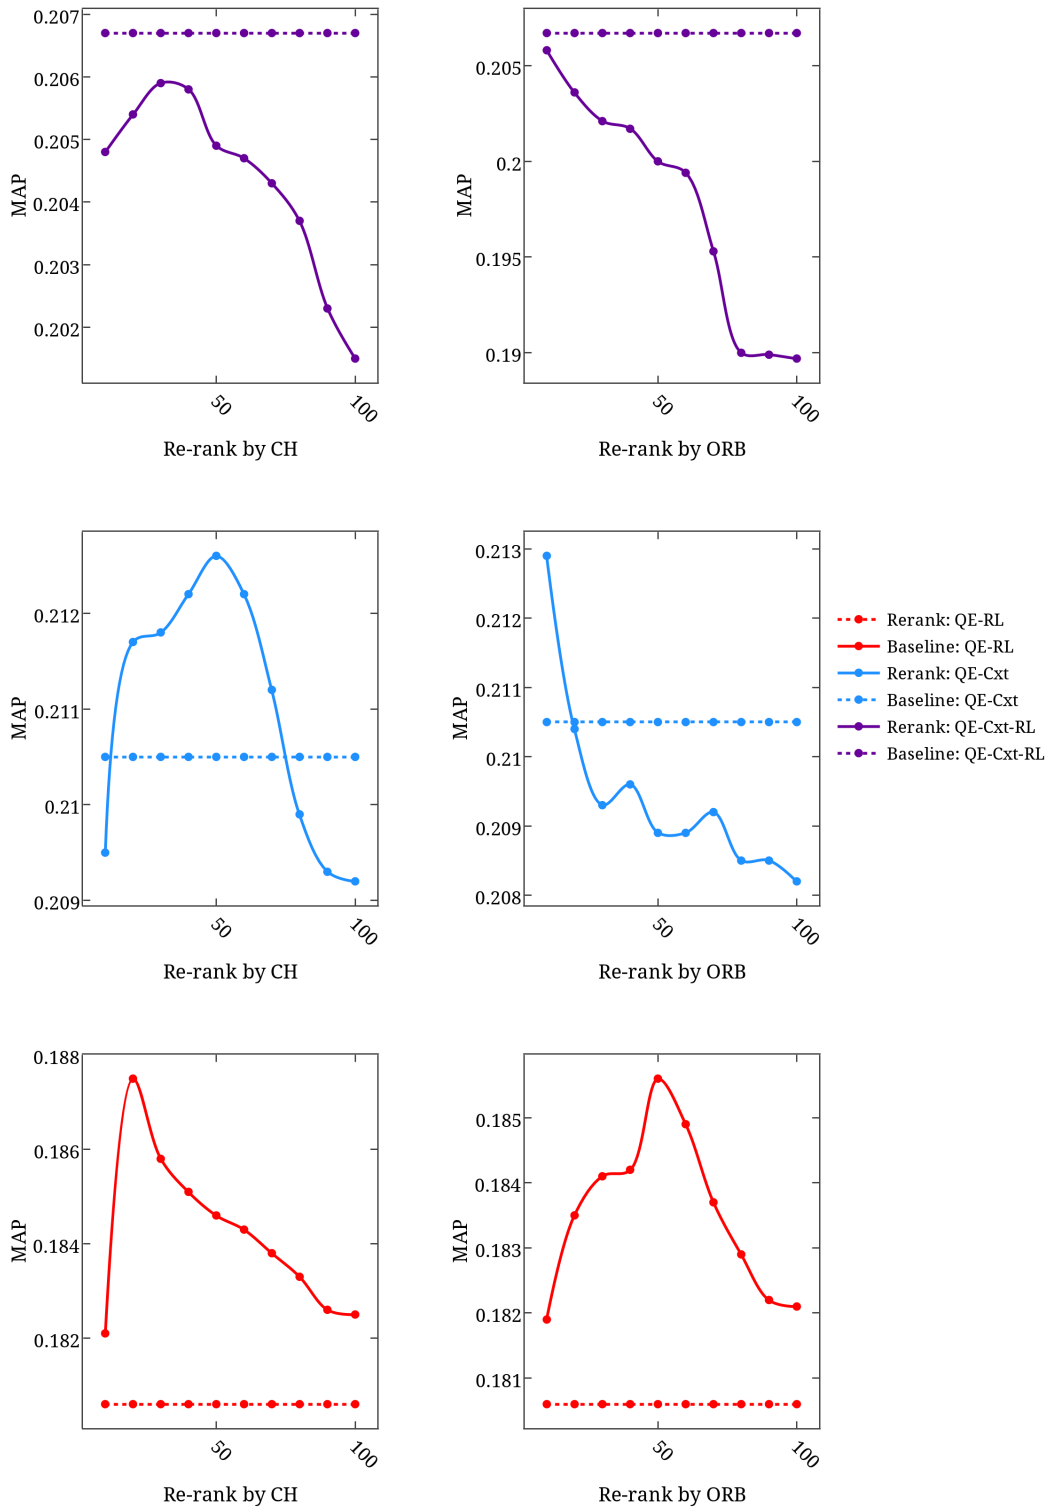 0.207
0.206
0.205
0.204
0.203
0.202
MAP
50
100
Re-rank by CH
0.205
0.2
0.195
0.19
MAP
50
100
Re-rank by ORB
0.212
0.211
0.21
0.209
MAP
50
100
Re-rank by CH
0.213
0.212
0.211
0.21
0.209
0.208
MAP
50
100
Re-rank by ORB
Rerank: QE-RL
Baseline: QE-RL
Rerank: QE-Cxt
Baseline: QE-Cxt
Rerank: QE-Cxt-RL
Baseline: QE-Cxt-RL
0.188
0.186
0.184
0.182
MAP
50
100
Re-rank by CH
0.185
0.184
0.183
0.182
0.181
MAP
50
100
Re-rank by ORB